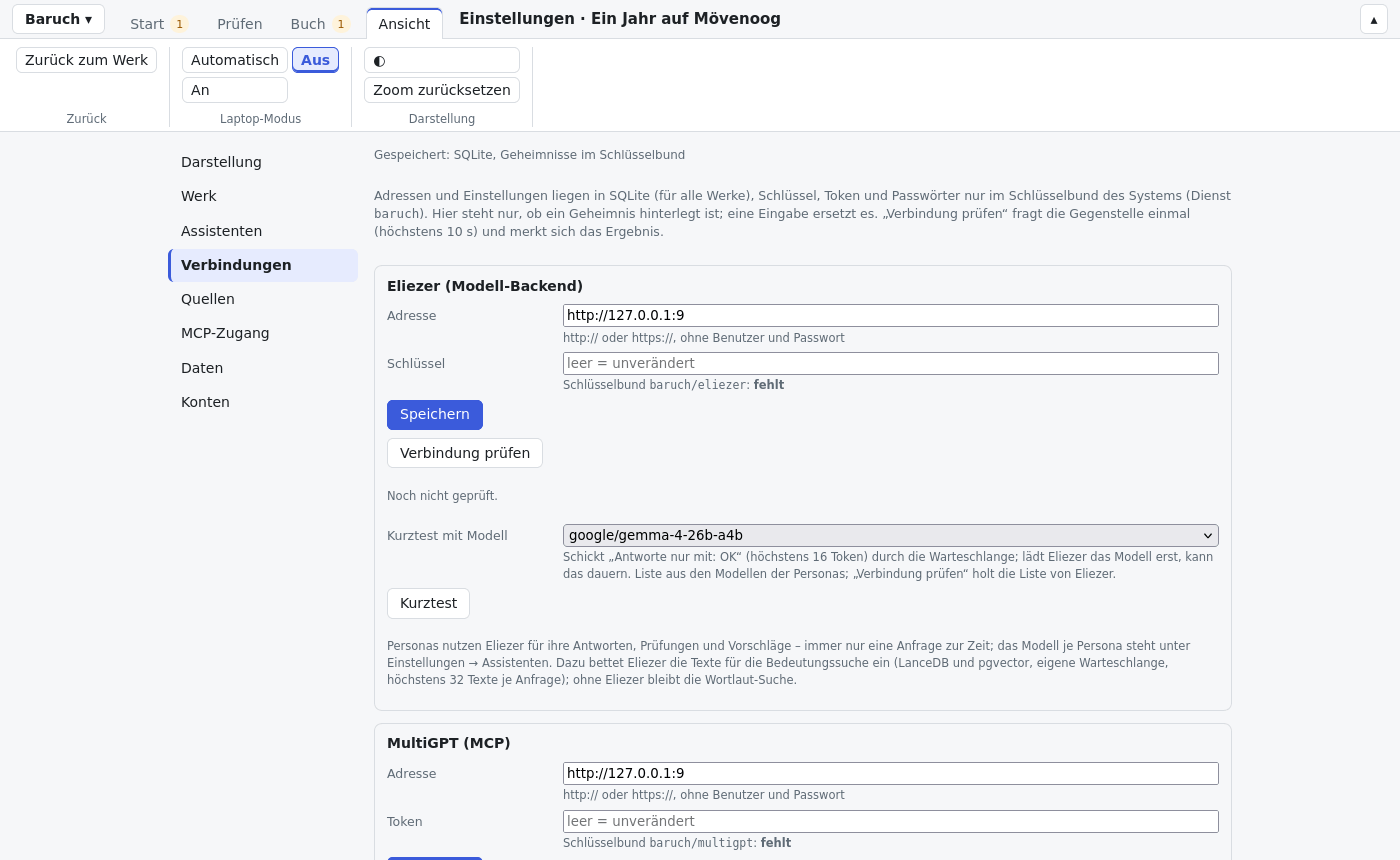 Baruch ▾
Start 1
Prüfen
Buch 1
Ansicht
Einstellungen · Ein Jahr auf Mövenoog
▴
Zurück zum Werk
Zurück
Automatisch
Aus
An
Laptop-Modus
◐
Zoom zurücksetzen
Darstellung
Darstellung
Werk
Assistenten
Verbindungen
Quellen
MCP-Zugang
Daten
Konten
Gespeichert: SQLite, Geheimnisse im Schlüsselbund
Adressen und Einstellungen liegen in SQLite (für alle Werke), Schlüssel, Token und Passwörter nur im Schlüsselbund des Systems (Dienst
baruch). Hier steht nur, ob ein Geheimnis hinterlegt ist; eine Eingabe ersetzt es. „Verbindung prüfen“ fragt die Gegenstelle einmal
(höchstens 10 s) und merkt sich das Ergebnis.
Eliezer (Modell-Backend)
Adresse
http://127.0.0.1:9
http:// oder https://, ohne Benutzer und Passwort
Schlüssel
leer = unverändert
Schlüsselbund baruch/eliezer: fehlt
Speichern
Verbindung prüfen
Noch nicht geprüft.
Kurztest mit Modell
google/gemma-4-26b-a4b
Schickt „Antworte nur mit: OK“ (höchstens 16 Token) durch die Warteschlange; lädt Eliezer das Modell erst, kann
das dauern. Liste aus den Modellen der Personas; „Verbindung prüfen“ holt die Liste von Eliezer.
Kurztest
Personas nutzen Eliezer für ihre Antworten, Prüfungen und Vorschläge – immer nur eine Anfrage zur Zeit; das Modell je Persona steht unter
Einstellungen → Assistenten. Dazu bettet Eliezer die Texte für die Bedeutungssuche ein (LanceDB und pgvector, eigene Warteschlange,
höchstens 32 Texte je Anfrage); ohne Eliezer bleibt die Wortlaut-Suche.
MultiGPT (MCP)
Adresse
http://127.0.0.1:9
http:// oder https://, ohne Benutzer und Passwort
Token
leer = unverändert
Schlüsselbund baruch/multigpt: fehlt